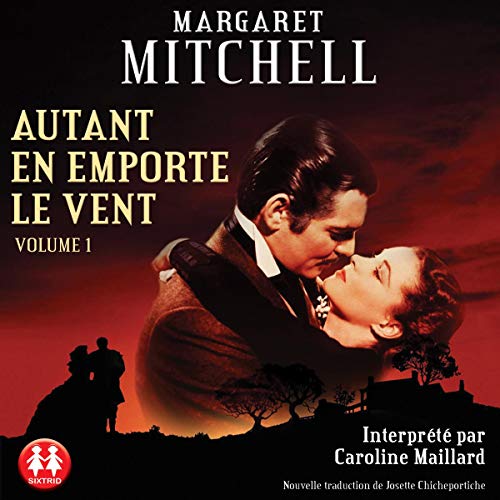 MARGARET
MITCHELL
AUTANT
EN EMPORTE
LE VENT
VOLUME 1
Interprété par
Caroline Maillard
SIXTRID
Nouvelle traduction de Josette Chicheportiche